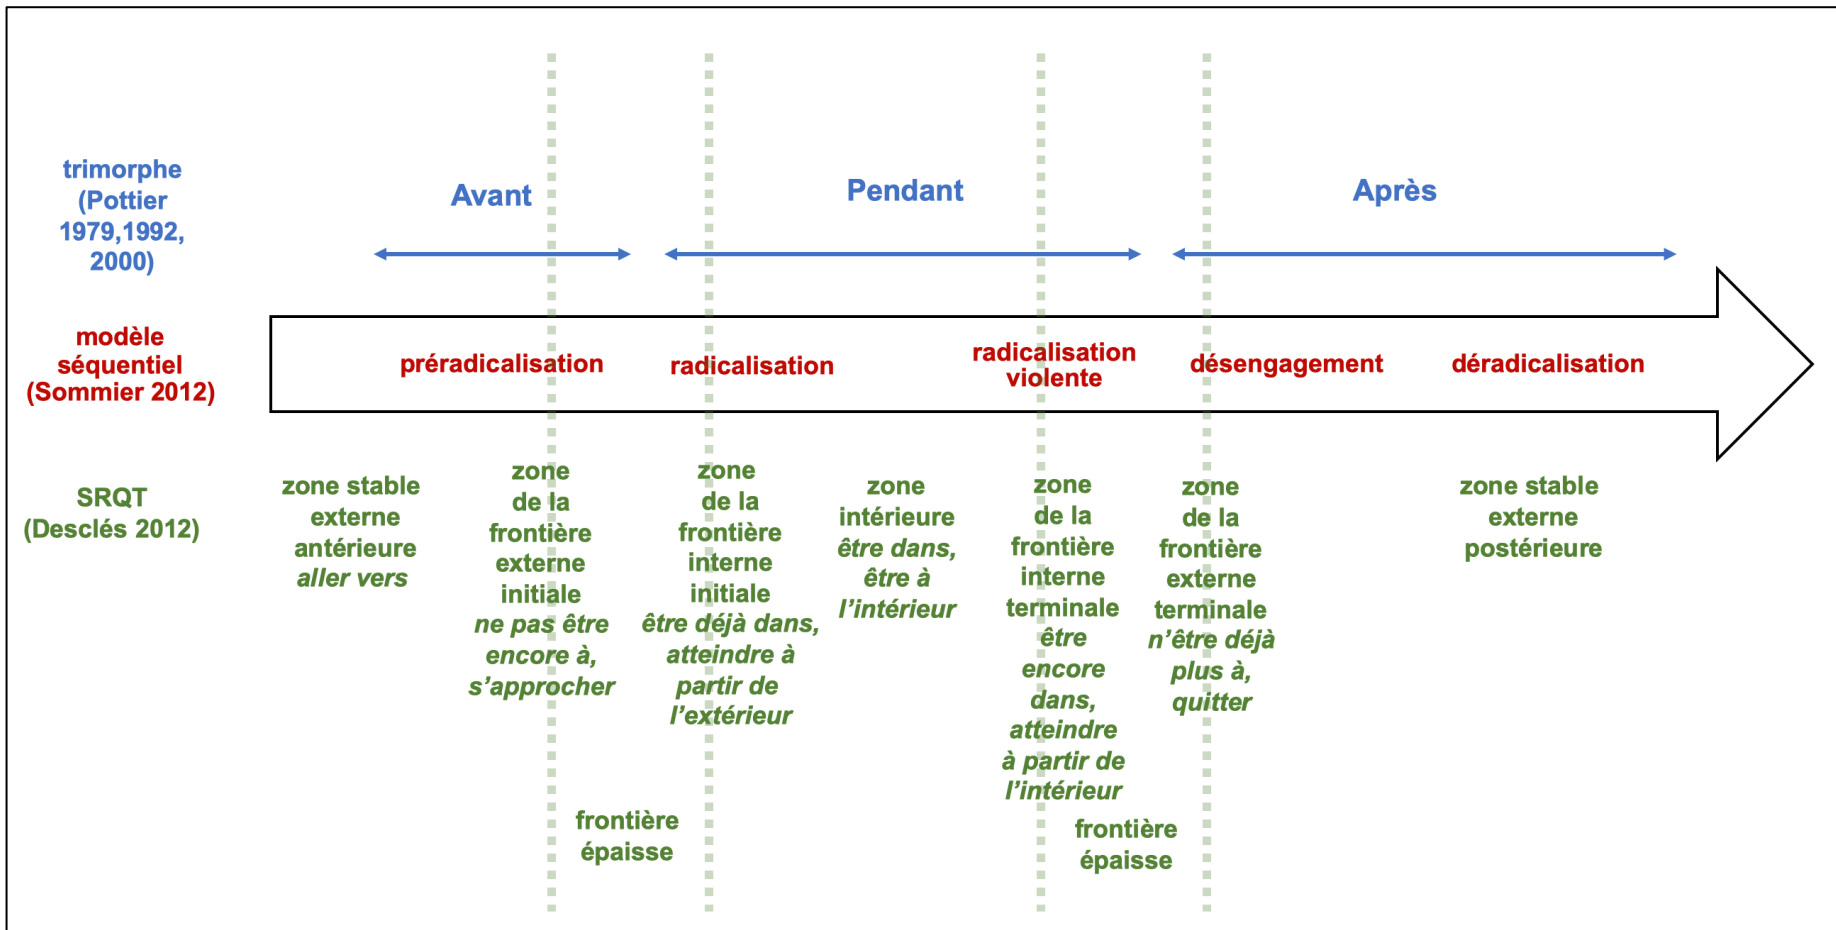 trimorphe
(Pottier
1979,1992,
2000)
Avant
Pendant
Après
modèle
séquentiel
(Sommier 2012)
préradicalisation
radicalisation
radicalisation
violente
désengagement
déradicalisation
SRQT
(Desclés 2012)
zone stable
externe
antérieure
aller vers
zone
de la
frontière
externe
initiale
ne pas être
encore à,
s'approcher
zone
de la
frontière
interne
initiale
être déjà dans,
atteindre à
partir de
l'extérieur
zone
intérieure
être dans,
être à
l'intérieur
zone
de la
frontière
interne
terminale
être
encore
dans,
atteindre
à partir de
l'intérieur
zone
de la
frontière
externe
terminale
n'être déjà
plus à,
quitter
zone stable
externe
postérieure
frontière
épaisse
frontière
épaisse